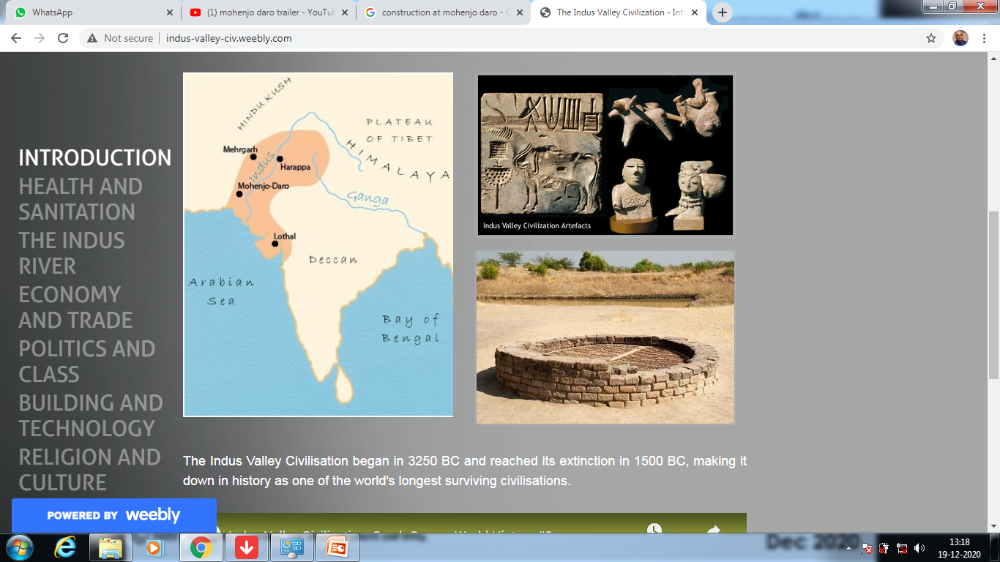 WhatsApp
(1) mohenjo daro trailer - YouTub
construction at mohenjo daro - G
The Indus Valley Civilization - Int
Not secure
indus-valley-civ.weebly.com
INTRODUCTION
HEALTH AND
SANITATION
THE INDUS
RIVER
ECONOMY
AND TRADE
POLITICS AND
CLASS
BUILDING AND
TECHNOLOGY
RELIGION AND
CULTURE
POWERED BY weebly
HINDU KUSH
PLATEAU
OF TIBET
HIMALAYA
Mehrgarh
Indus
Harappa
Mohenjo-Daro
Ganga
Lothal
Deccan
Arabian
Sea
Bay of
Bengal
Indus Valley Civilization Artefacts
The Indus Valley Civilisation began in 3250 BC and reached its extinction in 1500 BC, making it
down in history as one of the world's longest surviving civilisations.
Dec 2020
13:18
19-12-2020